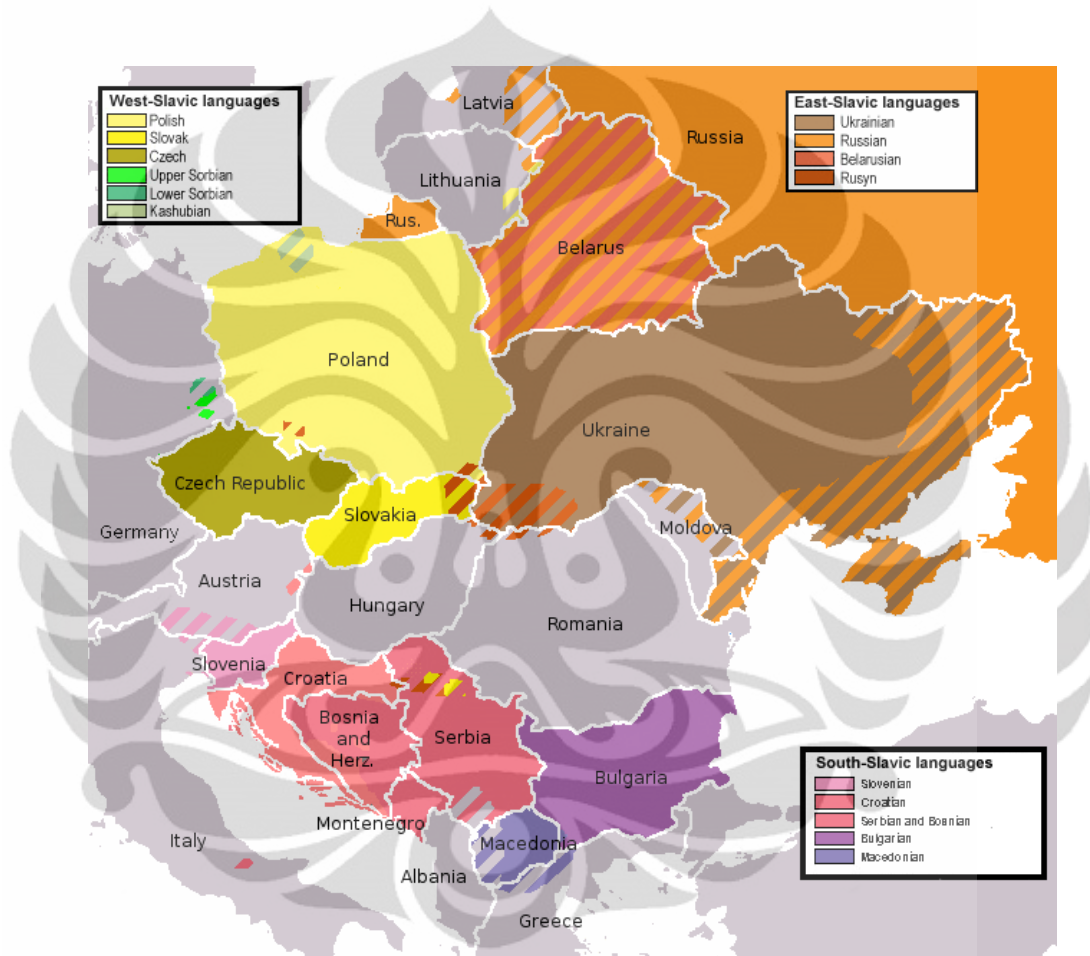 West-Slavic languages
Polish
Slovak
Czech
Upper Sorbian
Lower Sorbian
Kashubian
East-Slavic languages
Ukrainian
Russian
Belarusian
Rusyn
Latvia
Russia
Lithuania
Rus.
Belarus
Poland
Ukraine
Czech Republic
Slovakia
Germany
Moldova
Austria
Hungary
Romania
Slovenia
Croatia
Bosnia
and
Herz.
Serbia
Bulgaria
Montenegro
Italy
Macedonia
Albania
Greece
South-Slavic languages
Slovenian
Croatian
Serbian and Bosnian
Bulgarian
Macedonian